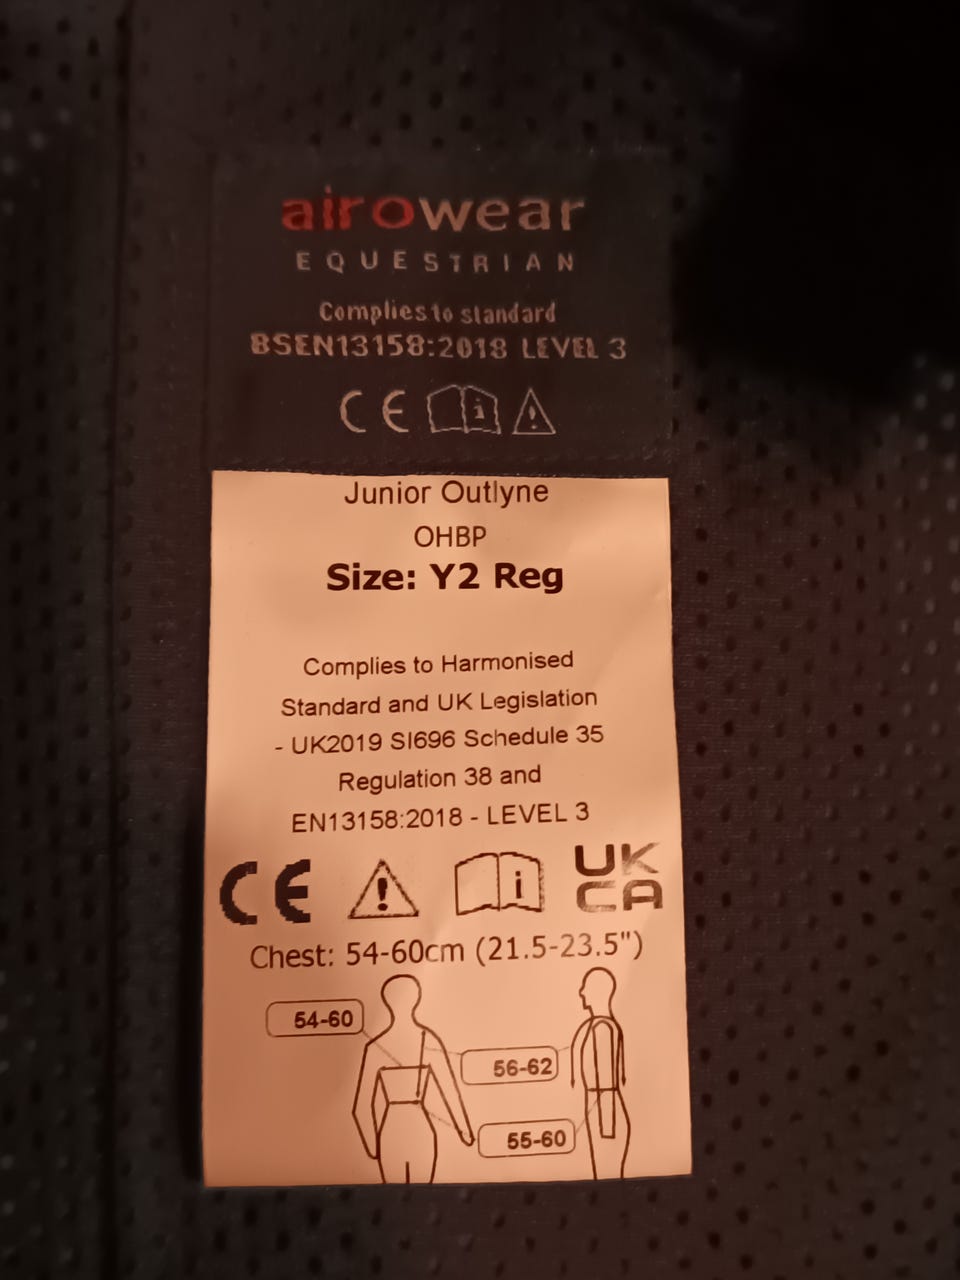 airowear
EQUESTRIAN
Complies to standard
BSEN13158:2018 LEVEL 3
CE i !
Junior Outlyne
OHBP
Size: Y2 Reg
Complies to Harmonised
Standard and UK Legislation
- UK2019 SI696 Schedule 35
Regulation 38 and
EN13158:2018 - LEVEL 3
CE ! i UK
CA
Chest: 54-60cm (21.5-23.5")
54-60
56-62
55-60